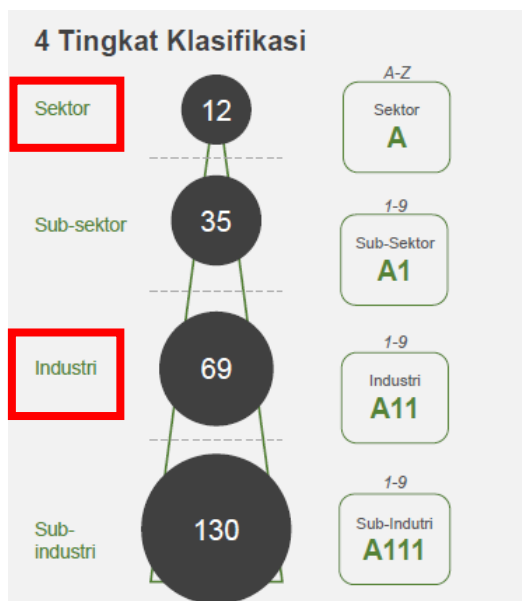 4 Tingkat Klasifikasi
Sektor
12
A-Z
Sektor
A
Sub-sektor
35
1-9
Sub-Sektor
A1
Industri
69
1-9
Industri
A11
Sub-
industri
130
1-9
Sub-Indutri
A111